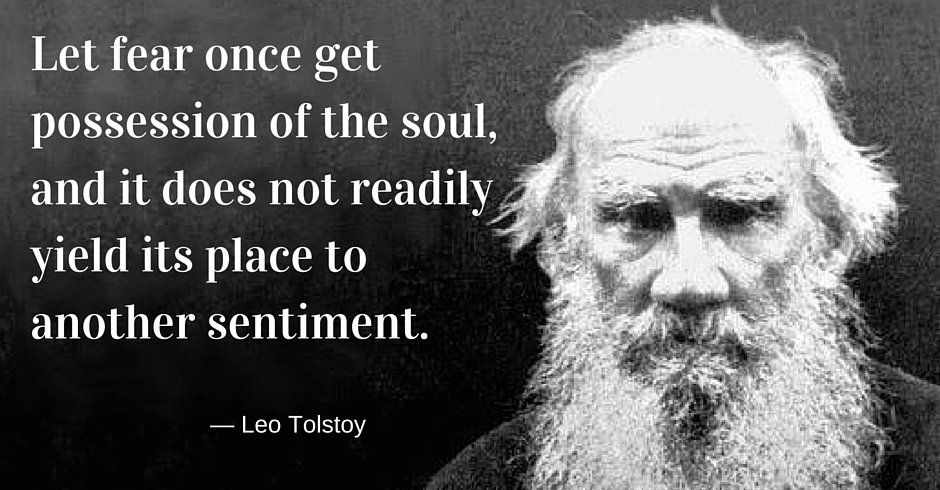 Let fear once get
possession of the soul,
and it does not readily
yield its place to
another sentiment.
— Leo Tolstoy